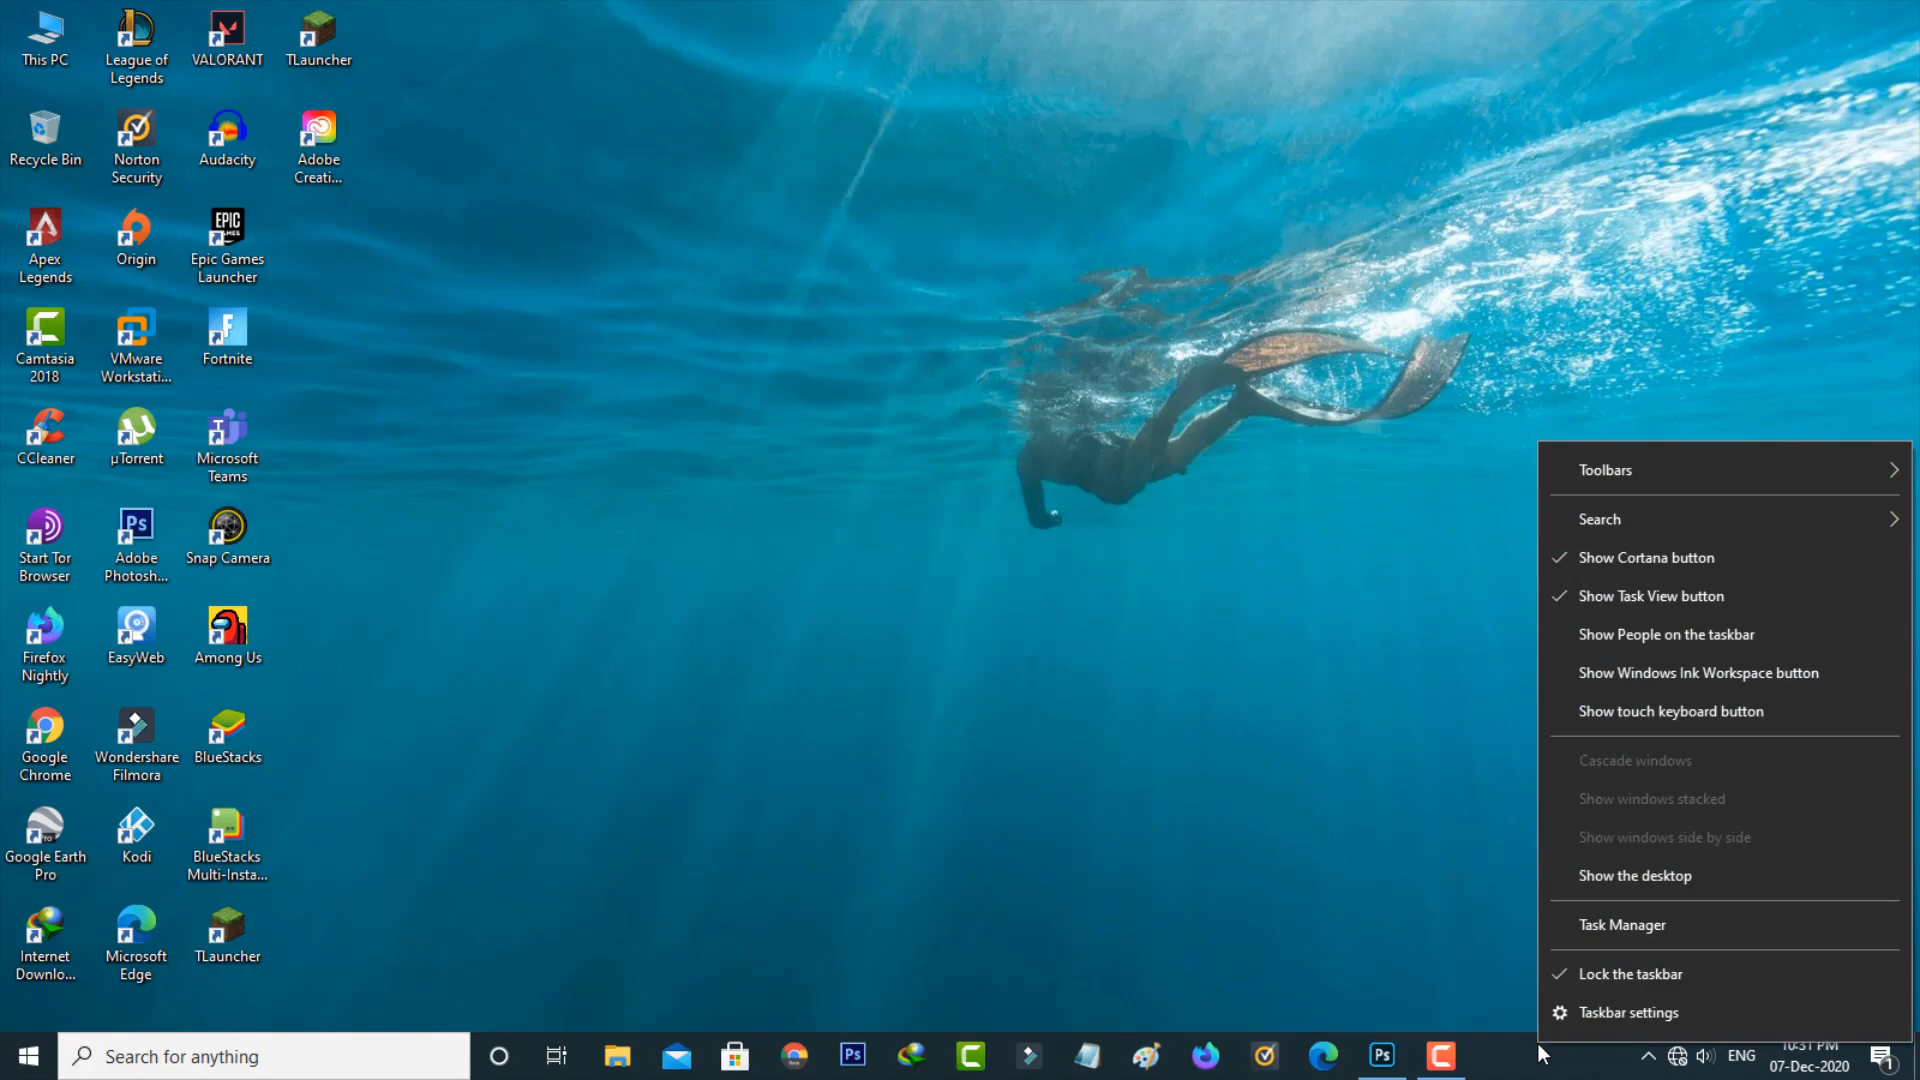 This PC
League of
Legends
VALORANT
TLauncher
Recycle Bin
Norton
Security
Audacity
Adobe
Creati...
Apex
Legends
Origin
EPIC
GAMES
Epic Games
Launcher
Camtasia
2018
VMware
Workstati...
Fortnite
CCleaner
µTorrent
Microsoft
Teams
Start Tor
Browser
Ps
Adobe
Photosh...
Snap Camera
Firefox
Nightly
EasyWeb
Among Us
Google
Chrome
Wondershare
Filmora
BlueStacks
Google Earth
Pro
Kodi
BlueStacks
Multi-Insta...
Internet
Downlo...
Microsoft
Edge
TLauncher
Toolbars
Search
Show Cortana button
Show Task View button
Show People on the taskbar
Show Windows Ink Workspace button
Show touch keyboard button
Cascade windows
Show windows stacked
Show windows side by side
Show the desktop
Task Manager
Lock the taskbar
Taskbar settings
Search for anything
Ps
Ps
ENG
10:31 PM
07-Dec-2020
1